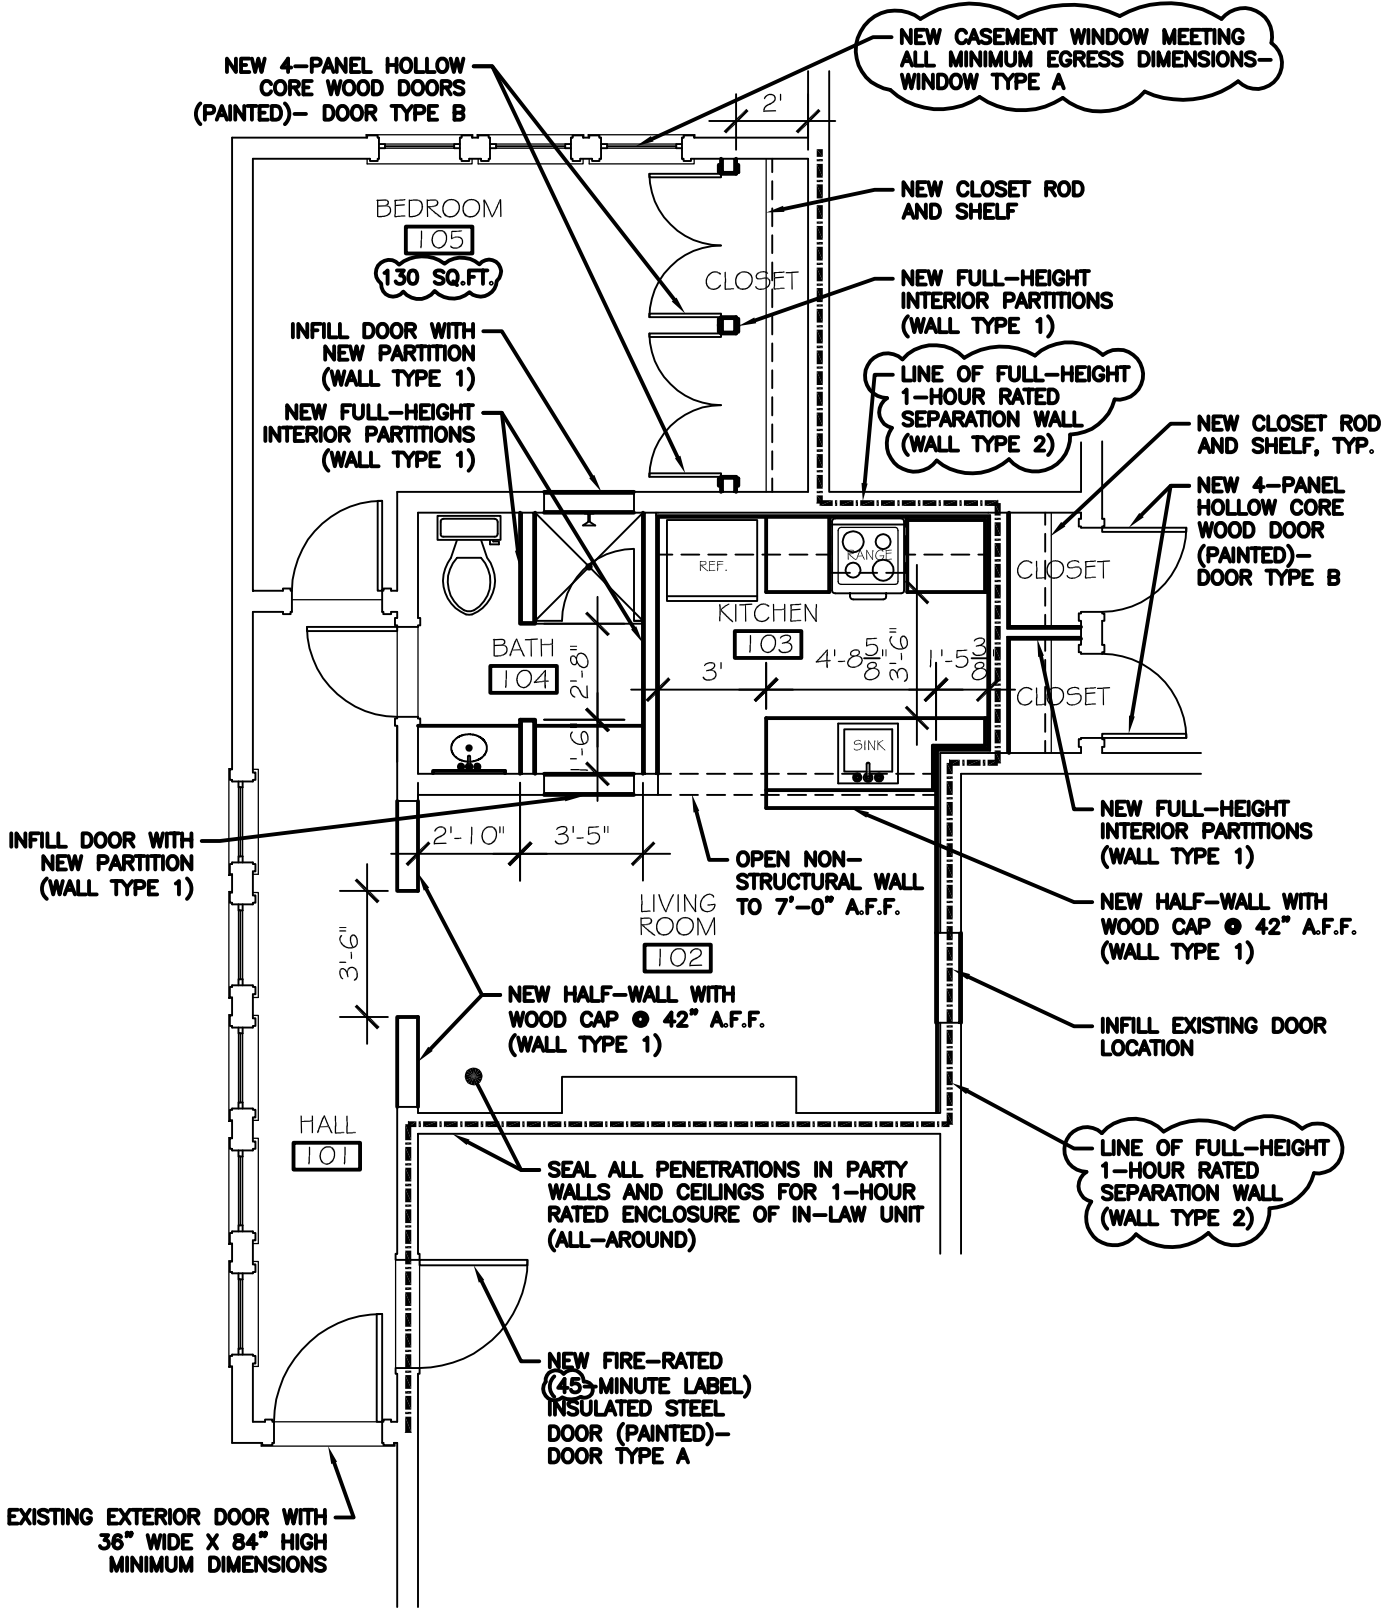 NEW CASEMENT WINDOW MEETING
ALL MINIMUM EGRESS DIMENSIONS-
WINDOW TYPE A
NEW 4-PANEL HOLLOW
CORE WOOD DOORS
(PAINTED)- DOOR TYPE B
2'
NEW CLOSET ROD
AND SHELF
BEDROOM
105
130 SQ.FT.
CLOSET
NEW FULL-HEIGHT
INTERIOR PARTITIONS
(WALL TYPE 1)
INFILL DOOR WITH
NEW PARTITION
(WALL TYPE 1)
LINE OF FULL-HEIGHT
1-HOUR RATED
SEPARATION WALL
(WALL TYPE 2)
NEW FULL-HEIGHT
INTERIOR PARTITIONS
(WALL TYPE 1)
NEW CLOSET ROD
AND SHELF, TYP.
NEW 4-PANEL
HOLLOW CORE
WOOD DOOR
(PAINTED)-
DOOR TYPE B
REF.
RANGE
CLOSET
KITCHEN
103
BATH
104
2'-8"
3'
4'-8 5/8"
3'-6"
1'-5 3/8"
CLOSET
1'-6"
SINK
INFILL DOOR WITH
NEW PARTITION
(WALL TYPE 1)
2'-10"
3'-5"
OPEN NON-
STRUCTURAL WALL
TO 7'-0" A.F.F.
NEW FULL-HEIGHT
INTERIOR PARTITIONS
(WALL TYPE 1)
LIVING
ROOM
102
NEW HALF-WALL WITH
WOOD CAP @ 42" A.F.F.
(WALL TYPE 1)
3'-6"
NEW HALF-WALL WITH
WOOD CAP @ 42" A.F.F.
(WALL TYPE 1)
INFILL EXISTING DOOR
LOCATION
HALL
101
LINE OF FULL-HEIGHT
1-HOUR RATED
SEPARATION WALL
(WALL TYPE 2)
SEAL ALL PENETRATIONS IN PARTY
WALLS AND CEILINGS FOR 1-HOUR
RATED ENCLOSURE OF IN-LAW UNIT
(ALL-AROUND)
NEW FIRE-RATED
(45-MINUTE LABEL)
INSULATED STEEL
DOOR (PAINTED)-
DOOR TYPE A
EXISTING EXTERIOR DOOR WITH
36" WIDE X 84" HIGH
MINIMUM DIMENSIONS